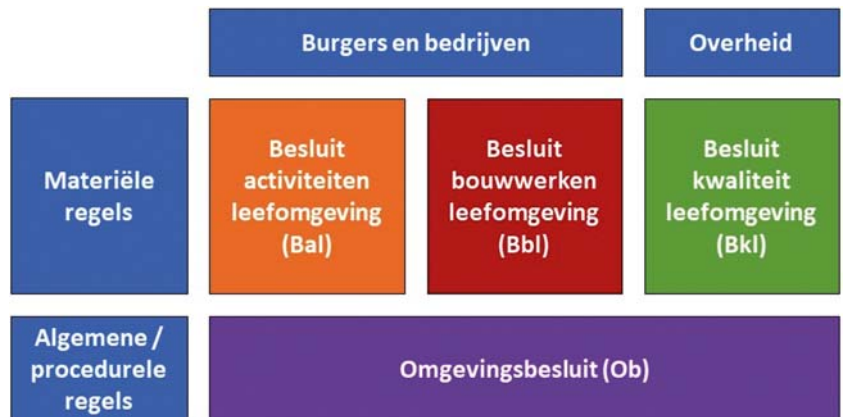 Burgers en bedrijven
Overheid
Materiële
regels
Besluit
activiteiten
leefomgeving
(Bal)
Besluit
bouwwerken
leefomgeving
(Bbl)
Besluit
kwaliteit
leefomgeving
(Bkl)
Algemene /
procedurele
regels
Omgevingsbesluit (Ob)